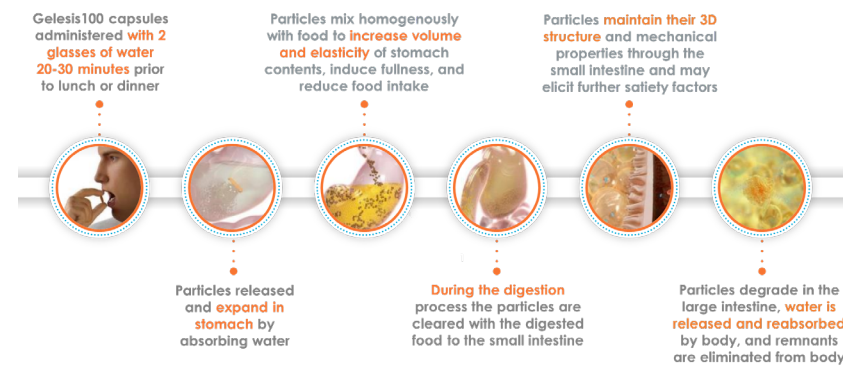 Gelesis100 capsules
administered with 2
glasses of water
20-30 minutes prior
to lunch or dinner
Particles released
and expand in
stomach by
absorbing water
Particles mix homogenously
with food to increase volume
and elasticity of stomach
contents, induce fullness, and
reduce food intake
During the digestion
process the particles are
cleared with the digested
food to the small intestine
Particles maintain their 3D
structure and mechanical
properties through the
small intestine and may
elicit further satiety factors
Particles degrade in the
large intestine, water is
released and reabsorbed
by body, and remnants
are eliminated from body